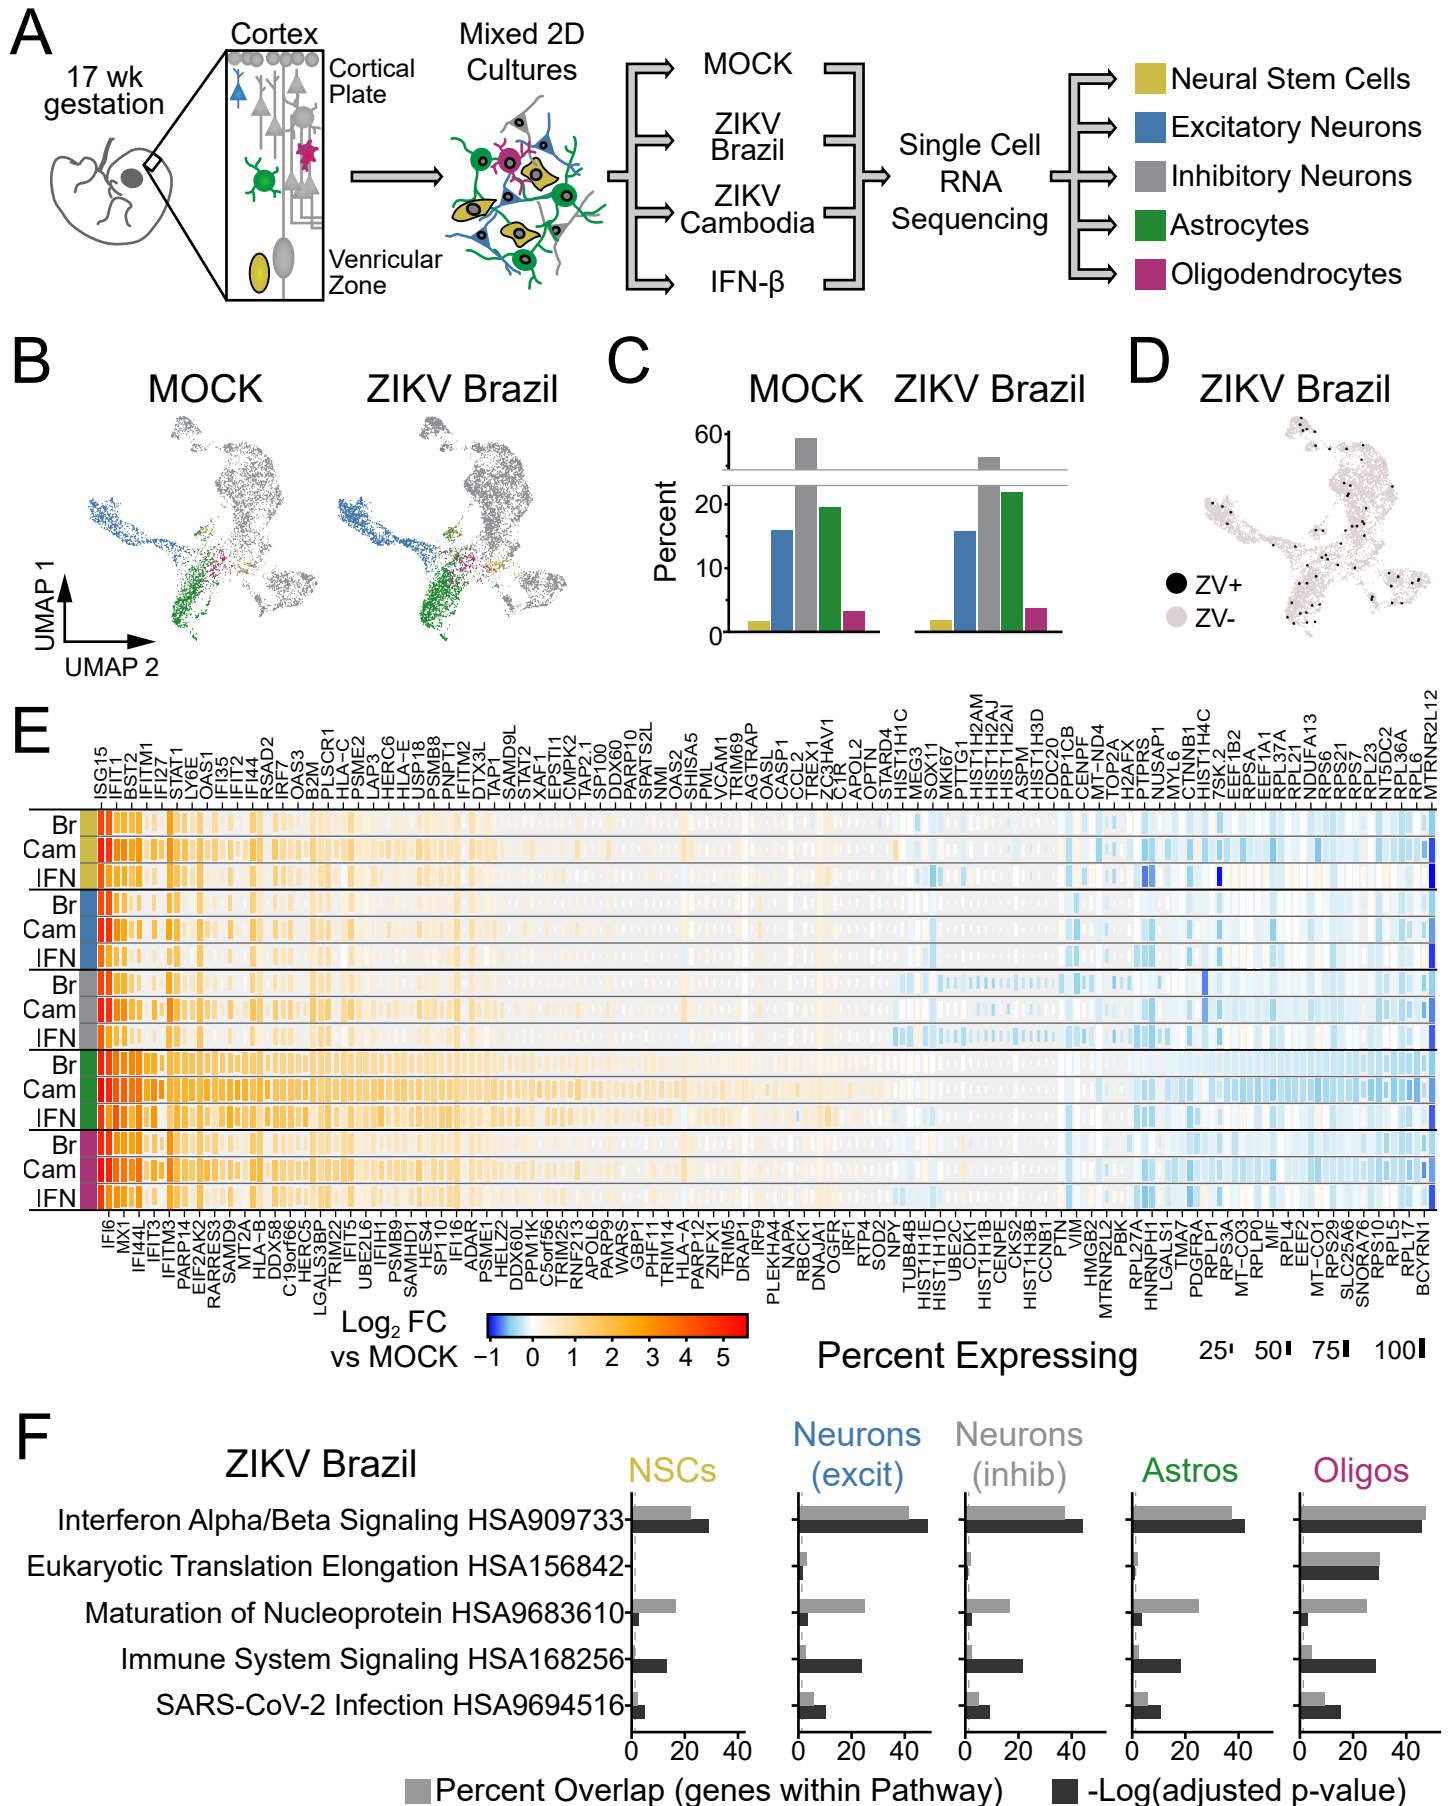 A
17 wk
gestation
Cortex
Cortical
Plate
Venricular
Zone
Mixed 2D
Cultures
MOCK
ZIKV
Brazil
ZIKV
Cambodia
IFN-β
Single Cell
RNA
Sequencing
Neural Stem Cells
Excitatory Neurons
Inhibitory Neurons
Astrocytes
Oligodendrocytes
B
MOCK
ZIKV Brazil
UMAP 1
UMAP 2
C
MOCK
ZIKV Brazil
Percent
60
20
10
0
D
ZIKV Brazil
ZV+
ZV-
E
ISG15
IFIT1
BST2
IFITM1
IFI27
STAT1
LY6E
OAS1
IFI35
IFIT2
IFI44
RSAD2
IRF7
OAS3
B2M
PLSCR1
HLA-C
PSME2
LAP3
HERC6
HLA-E
USP18
PSMB8
PNPT1
IFITM2
DTX3L
TAP1
SAMD9L
STAT2
XAF1
EPSTI1
CMPK2
TAP2.1
SP100
DDX60
PARP10
SPATS2L
NMI
OAS2
SHISA5
PML
VCAM1
TRIM69
AGTRAP
OASL
CASP1
CCL2
TREX1
ZC3HAV1
C1R
APOL2
OPTN
STARD4
HIST1H1C
MEG3
SOX11
MKI67
PTTG1
HIST1H2AM
HIST1H2AJ
HIST1H2AI
ASPM
HIST1H3D
CDC20
PPP1CB
CENPF
MT-ND4
TOP2A
H2AFX
PTPRS
NUSAP1
MYL6
CTNNB1
HIST1H4C
7SK.2
EEF1B2
RPSA
EEF1A1
RPL37A
RPL21
NDUFA13
RPS6
RPS21
RPS7
RPL23
NT5DC2
RPL36A
RPL6
MTRNR2L12
Br
Cam
IFN
Br
Cam
IFN
Br
Cam
IFN
Br
Cam
IFN
Br
Cam
IFN
IFI6
MX1
IFI44L
IFIT3
IFITM3
PARP14
EIF2AK2
RARRES3
SAMD9
MT2A
HLA-B
DDX58
C19orf66
HERC5
LGALS3BP
TRIM22
IFIT5
UBE2L6
IFIH1
PSMB9
SAMHD1
HES4
SP110
IFI16
ADAR
PSME1
HELZ2
DDX60L
PPM1K
C5orf56
TRIM25
RNF213
APOL6
PARP9
WARS
GBP1
PHF11
TRIM14
HLA-A
PARP12
ZNFX1
TRIM5
DRAP1
IRF9
PLEKHA4
NAPA
RBCK1
DNAJA1
OGFR
IRF1
RTP4
SOD2
NPY
TUBB4B
HIST1H1E
HIST1H1D
UBE2C
CDK1
HIST1H1B
CENPE
CKS2
HIST1H3B
CCNB1
PTN
VIM
HMGB2
MTRNR2L2
PBK
RPL27A
HNRNPH1
LGALS1
TMA7
PDGFRA
RPLP1
RPS3A
MT-CO3
RPLP0
MIF
RPL4
EEF2
MT-CO1
RPS29
SLC25A6
SNORA76
RPS10
RPL5
RPL17
BCYRN1
Log2 FC
vs MOCK
−1 0 1 2 3 4 5
Percent Expressing
25 50 75 100
F
ZIKV Brazil
NSCs
Neurons
(excit)
Neurons
(inhib)
Astros
Oligos
Interferon Alpha/Beta Signaling HSA909733
Eukaryotic Translation Elongation HSA156842
Maturation of Nucleoprotein HSA9683610
Immune System Signaling HSA168256
SARS-CoV-2 Infection HSA9694516
0 20 40
0 20 40
0 20 40
0 20 40
0 20 40
Percent Overlap (genes within Pathway)
-Log(adjusted p-value)